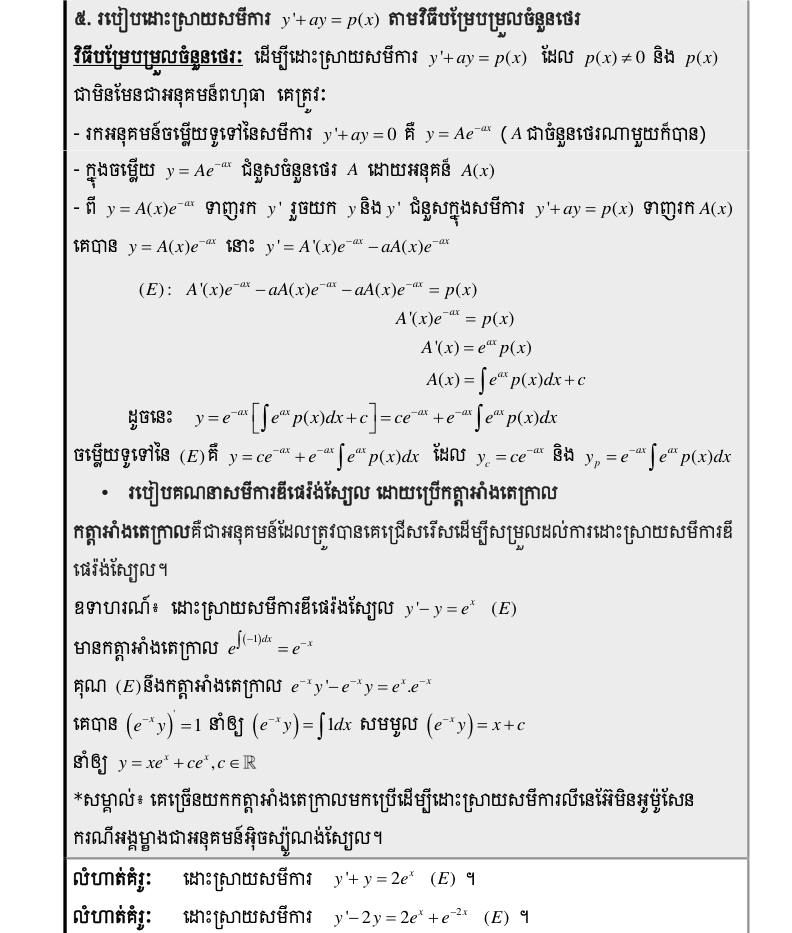 ៥. របៀបដោះស្រាយសមីការ y'+ay = p(x) តាមវិធីបម្រែបម្រួលចំនួនថេរ
វិធីបម្រែបម្រួលចំនួនថេរ: ដើម្បីដោះស្រាយសមីការ y'+ay = p(x) ដែល p(x) ≠ 0 និង p(x)
ជាមិនមែនជាអនុគមន៏ពហុធា គេត្រូវ:
- រកអនុគមន៍ចម្លើយទូទៅនៃសមីការ y'+ay = 0 គឺ y = Ae^{-ax} ( A ជាចំនួនថេរណាមួយក៏បាន)
- ក្នុងចម្លើយ y = Ae^{-ax} ជំនួសចំនួនថេរ A ដោយអនុគន៍ A(x)
- ពី y = A(x)e^{-ax} ទាញរក y' រួចយក y និង y' ជំនួសក្នុងសមីការ y'+ay = p(x) ទាញរក A(x)
គេបាន y = A(x)e^{-ax} នោះ y' = A'(x)e^{-ax} − aA(x)e^{-ax}
(E): A'(x)e^{-ax} − aA(x)e^{-ax} − aA(x)e^{-ax} = p(x)
A'(x)e^{-ax} = p(x)
A'(x) = e^{ax} p(x)
A(x) = ∫e^{ax} p(x)dx + c
ដូចនេះ y = e^{-ax}[∫e^{ax} p(x)dx + c] = ce^{-ax} + e^{-ax}∫e^{ax} p(x)dx
ចម្លើយទូទៅនៃ (E) គឺ y = ce^{-ax} + e^{-ax}∫e^{ax} p(x)dx ដែល y_c = ce^{-ax} និង y_p = e^{-ax}∫e^{ax} p(x)dx
• របៀបគណនាសមីការឌីផេរ៉ង់ស្យែល ដោយប្រើកត្តាអាំងតេក្រាល
កត្តាអាំងតេក្រាលគឺជាអនុគមន៍ដែលត្រូវបានគេជ្រើសរើសដើម្បីសម្រួលដល់ការដោះស្រាយសមីការឌី
ផេរ៉ង់ស្យែល។
ឧទាហរណ៍៖ ដោះស្រាយសមីការឌីផេរ៉ងស្យែល y'− y = e^x (E)
មានកត្តាអាំងតេក្រាល e^{∫(−1)dx} = e^{-x}
គុណ (E) នឹងកត្តាអាំងតេក្រាល e^{-x}y'− e^{-x}y = e^x.e^{-x}
គេបាន (e^{-x}y)' = 1 នាំឲ្យ (e^{-x}y) = ∫1dx សមមូល (e^{-x}y) = x + c
នាំឲ្យ y = xe^x + ce^x, c ∈ ℝ
*សម្គាល់៖ គេច្រើនយកកត្តាអាំងតេក្រាលមកប្រើដើម្បីដោះស្រាយសមីការលីនេអ៊ែមិនអូម៉ូសែន
ករណីអង្គម្ខាងជាអនុគមន៍អ៊ិចស្ប៉ូណង់ស្យែល។
លំហាត់គំរូ: ដោះស្រាយសមីការ y'+ y = 2e^x (E) ។
លំហាត់គំរូ: ដោះស្រាយសមីការ y'− 2y = 2e^x + e^{-2x} (E) ។